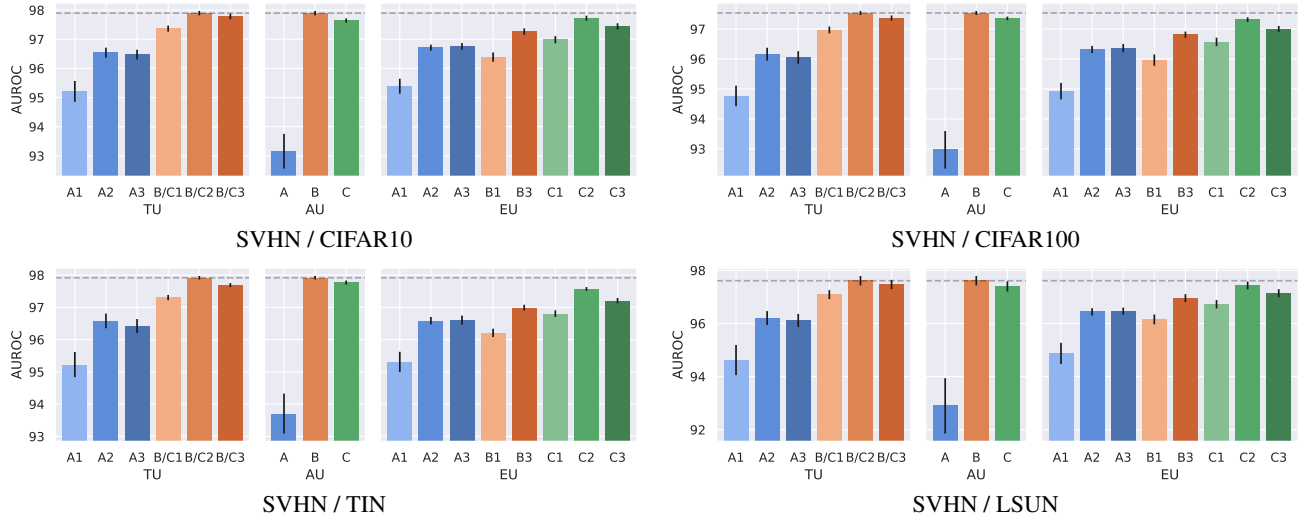 98
97
96
95
94
93
AUROC
A1 A2 A3 B/C1 B/C2 B/C3
TU
A B C
AU
A1 A2 A3 B1 B3 C1 C2 C3
EU
SVHN / CIFAR10
97
96
95
94
93
AUROC
A1 A2 A3 B/C1 B/C2 B/C3
TU
A B C
AU
A1 A2 A3 B1 B3 C1 C2 C3
EU
SVHN / CIFAR100
98
97
96
95
94
93
AUROC
A1 A2 A3 B/C1 B/C2 B/C3
TU
A B C
AU
A1 A2 A3 B1 B3 C1 C2 C3
EU
SVHN / TIN
98
96
94
92
AUROC
A1 A2 A3 B/C1 B/C2 B/C3
TU
A B C
AU
A1 A2 A3 B1 B3 C1 C2 C3
EU
SVHN / LSUN